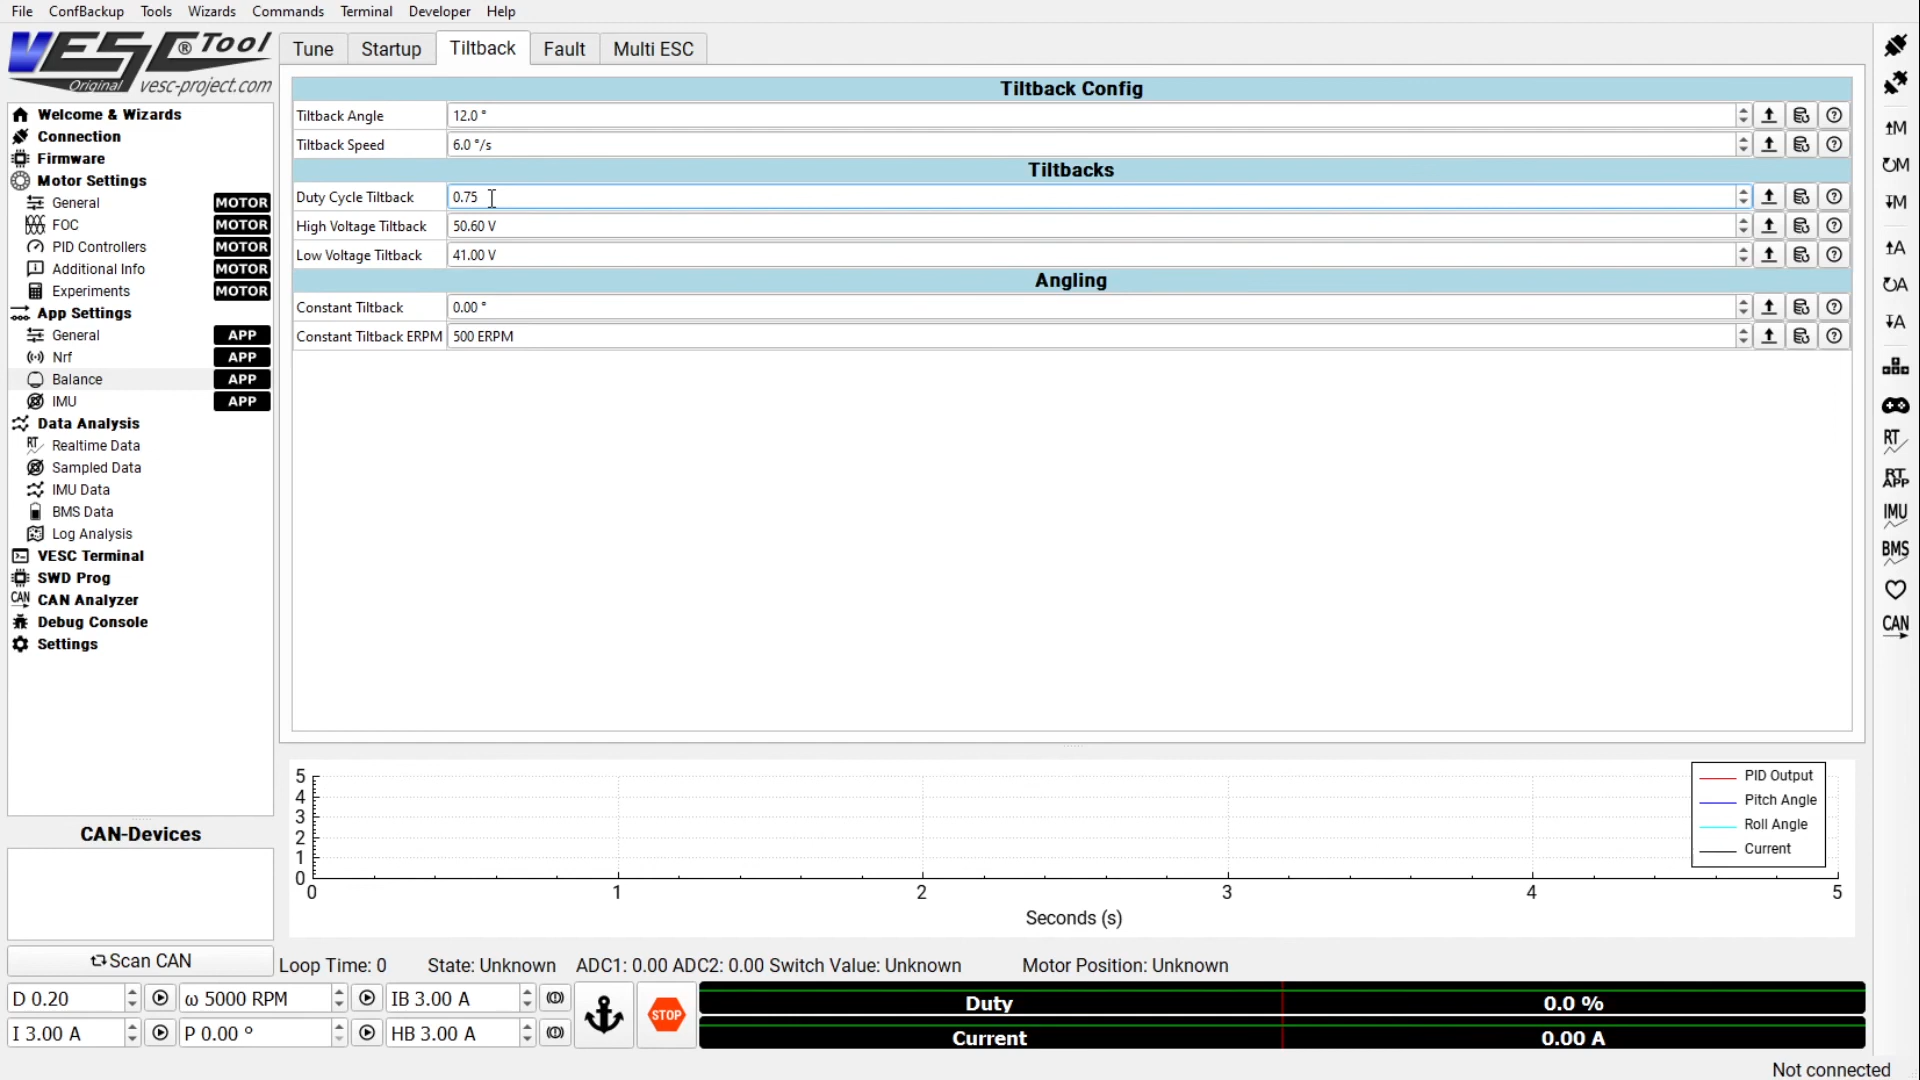 File ConfBackup Tools Wizards Commands Terminal Developer Help
VESC® Tool
Original vesc-project.com
Tune Startup Tiltback Fault Multi ESC
Welcome & Wizards
Connection
Firmware
Motor Settings
General MOTOR
FOC MOTOR
PID Controllers MOTOR
Additional Info MOTOR
Experiments MOTOR
App Settings
General APP
Nrf APP
Balance APP
IMU APP
Data Analysis
RT Realtime Data
Sampled Data
IMU Data
BMS Data
Log Analysis
VESC Terminal
SWD Prog
CAN CAN Analyzer
Debug Console
Settings
CAN-Devices
Scan CAN
Tiltback Config
Tiltback Angle 12.0 °
Tiltback Speed 6.0 °/s
Tiltbacks
Duty Cycle Tiltback 0.75
High Voltage Tiltback 50.60 V
Low Voltage Tiltback 41.00 V
Angling
Constant Tiltback 0.00 °
Constant Tiltback ERPM 500 ERPM
M
M
M
A
A
A
RT
RT APP
IMU
BMS
CAN
5
4
3
2
1
0
0 1 2 3 4 5
Seconds (s)
PID Output
Pitch Angle
Roll Angle
Current
Loop Time: 0 State: Unknown ADC1: 0.00 ADC2: 0.00 Switch Value: Unknown Motor Position: Unknown
D 0.20 ω 5000 RPM IB 3.00 A
I 3.00 A P 0.00 ° HB 3.00 A
STOP
Duty 0.0 %
Current 0.00 A
Not connected